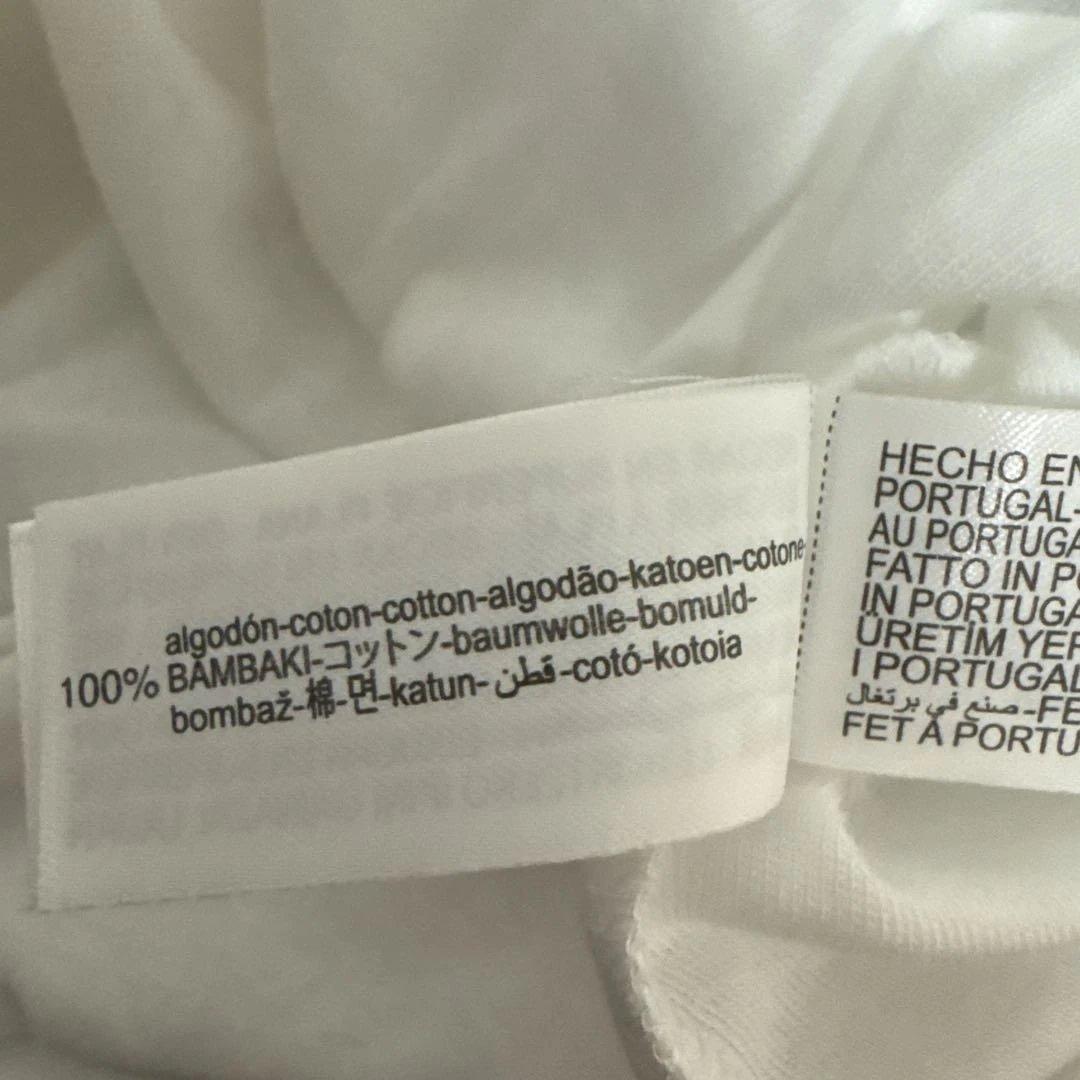 algodón-coton-cotton-algodão-katoen-cotone-
100% BAMBAKI-コットン-baumwolle-bomuld-
bombaž-棉-면-katun-قطن-cotó-kotoia
HECHO EN
PORTUGAL-
AU PORTUGA
FATTO IN PO
IN PORTUGA
ÜRETİM YER
I PORTUGAL
صنع في برتغال-FE
FET A PORTU